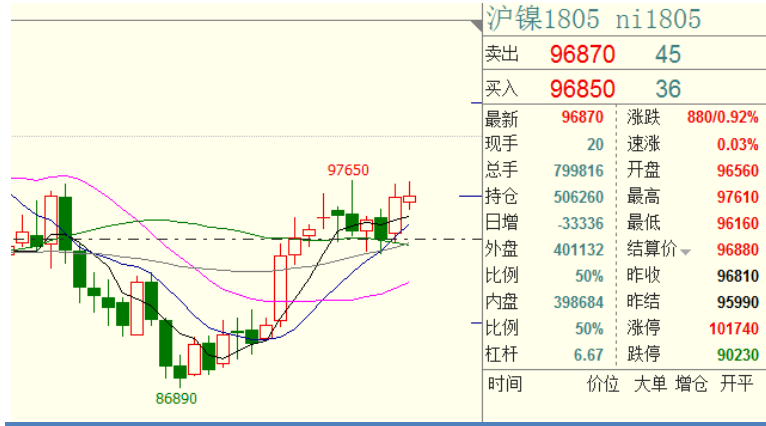 沪镍1805 ni1805
卖出 96870 45
买入 96850 36
最新 96870 涨跌 880/0.92%
现手 20 速涨 0.03%
总手 799816 开盘 96560
持仓 506260 最高 97610
日增 -33336 最低 96160
外盘 401132 结算价 96880
比例 50% 昨收 96810
内盘 398684 昨结 95990
比例 50% 涨停 101740
杠杆 6.67 跌停 90230
时间 价位 大单 增仓 开平
97650
86890